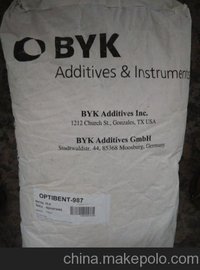 BYK
Additives & Instruments
BYK Additives Inc.
1212 Church St., Gonzales, TX USA
BYK Additives GmbH
Stadtwaldstr. 44, 85368 Moosburg, Germany
OPTIBENT-987
www.makepolo.com